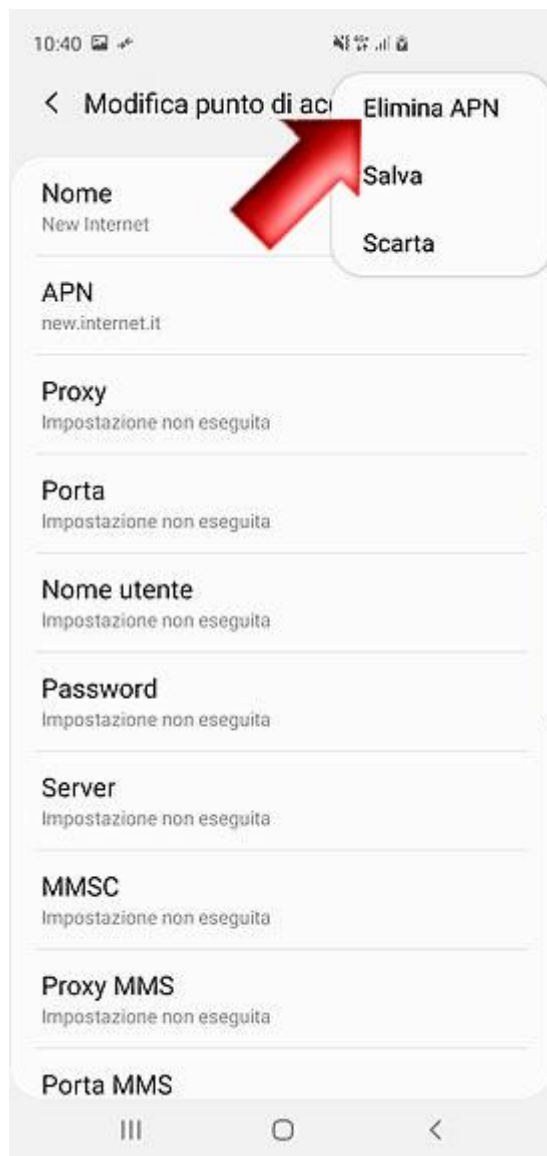 10:40
Modifica punto di ac
Elimina APN
Salva
Scarta
Nome
New Internet
APN
new.internet.it
Proxy
Impostazione non eseguita
Porta
Impostazione non eseguita
Nome utente
Impostazione non eseguita
Password
Impostazione non eseguita
Server
Impostazione non eseguita
MMSC
Impostazione non eseguita
Proxy MMS
Impostazione non eseguita
Porta MMS